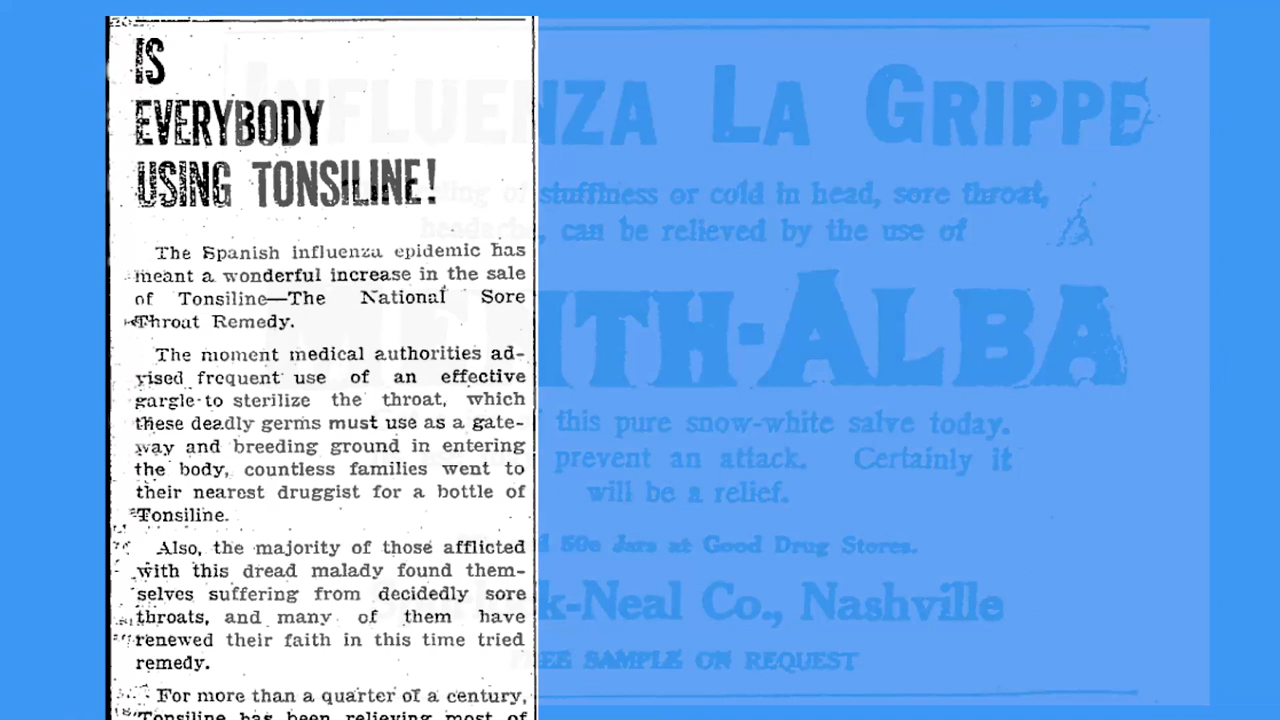 IS
EVERYBODY
USING TONSILINE!
The Spanish influenza epidemic has
meant a wonderful increase in the sale
of Tonsiline—The National Sore
Throat Remedy.
The moment medical authorities ad-
vised frequent use of an effective
gargle to sterilize the throat, which
these deadly germs must use as a gate-
way and breeding ground in entering
the body, countless families went to
their nearest druggist for a bottle of
Tonsiline.
Also, the majority of those afflicted
with this dread malady found them-
selves suffering from decidedly sore
throats, and many of them have
renewed their faith in this time tried
remedy.
For more than a quarter of a century,
Tonsiline has been relieving most of
INFLUENZA LA GRIPPE
of stuffiness or cold in head, sore throat,
headache, can be relieved by the use of
MENTH-ALBA
this pure snow-white salve today.
prevent an attack. Certainly it
will be a relief.
50c Jars at Good Drug Stores.
-Neal Co., Nashville
FREE SAMPLE ON REQUEST